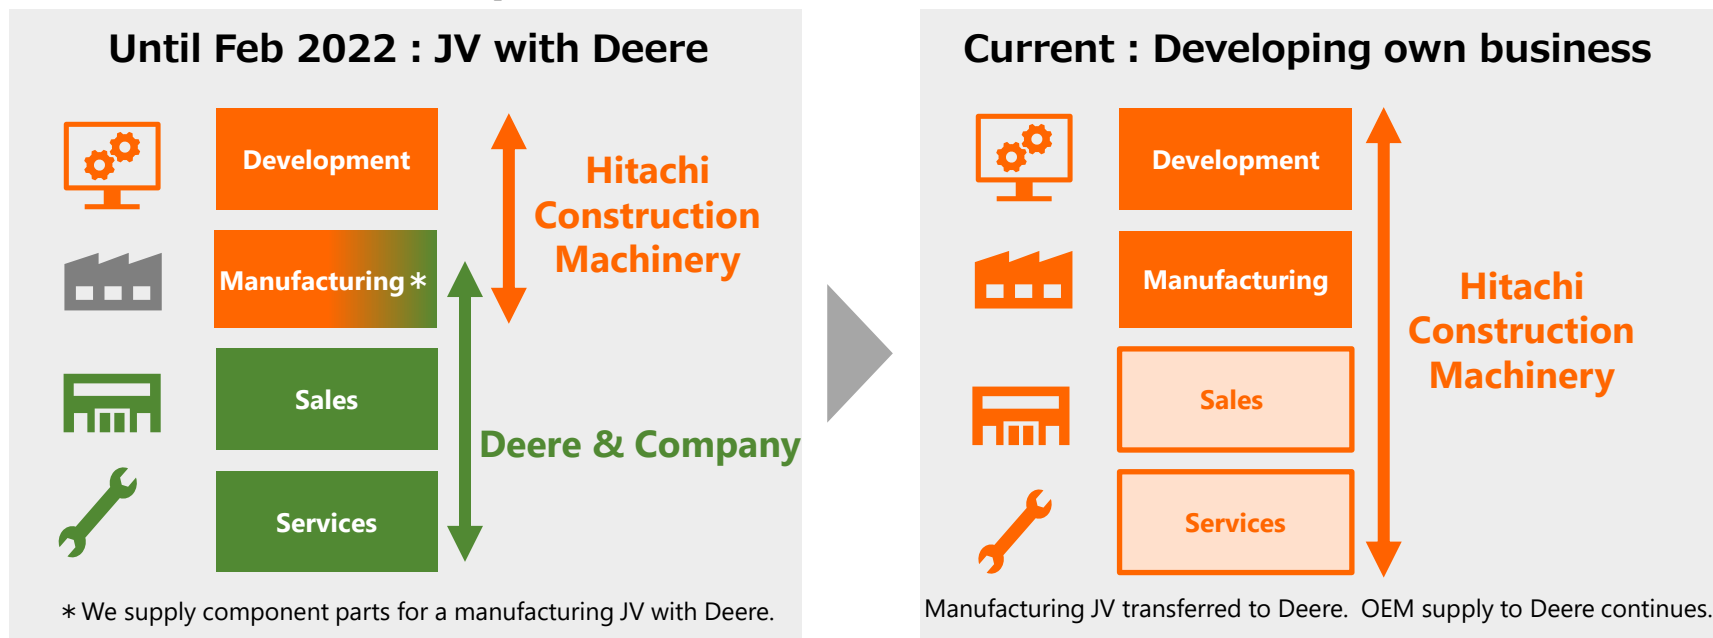 Until Feb 2022 : JV with Deere
Development
Hitachi
Construction
Machinery
Manufacturing＊
Sales
Deere & Company
Services
＊We supply component parts for a manufacturing JV with Deere.
Current : Developing own business
Development
Manufacturing
Hitachi
Construction
Machinery
Sales
Services
Manufacturing JV transferred to Deere. OEM supply to Deere continues.